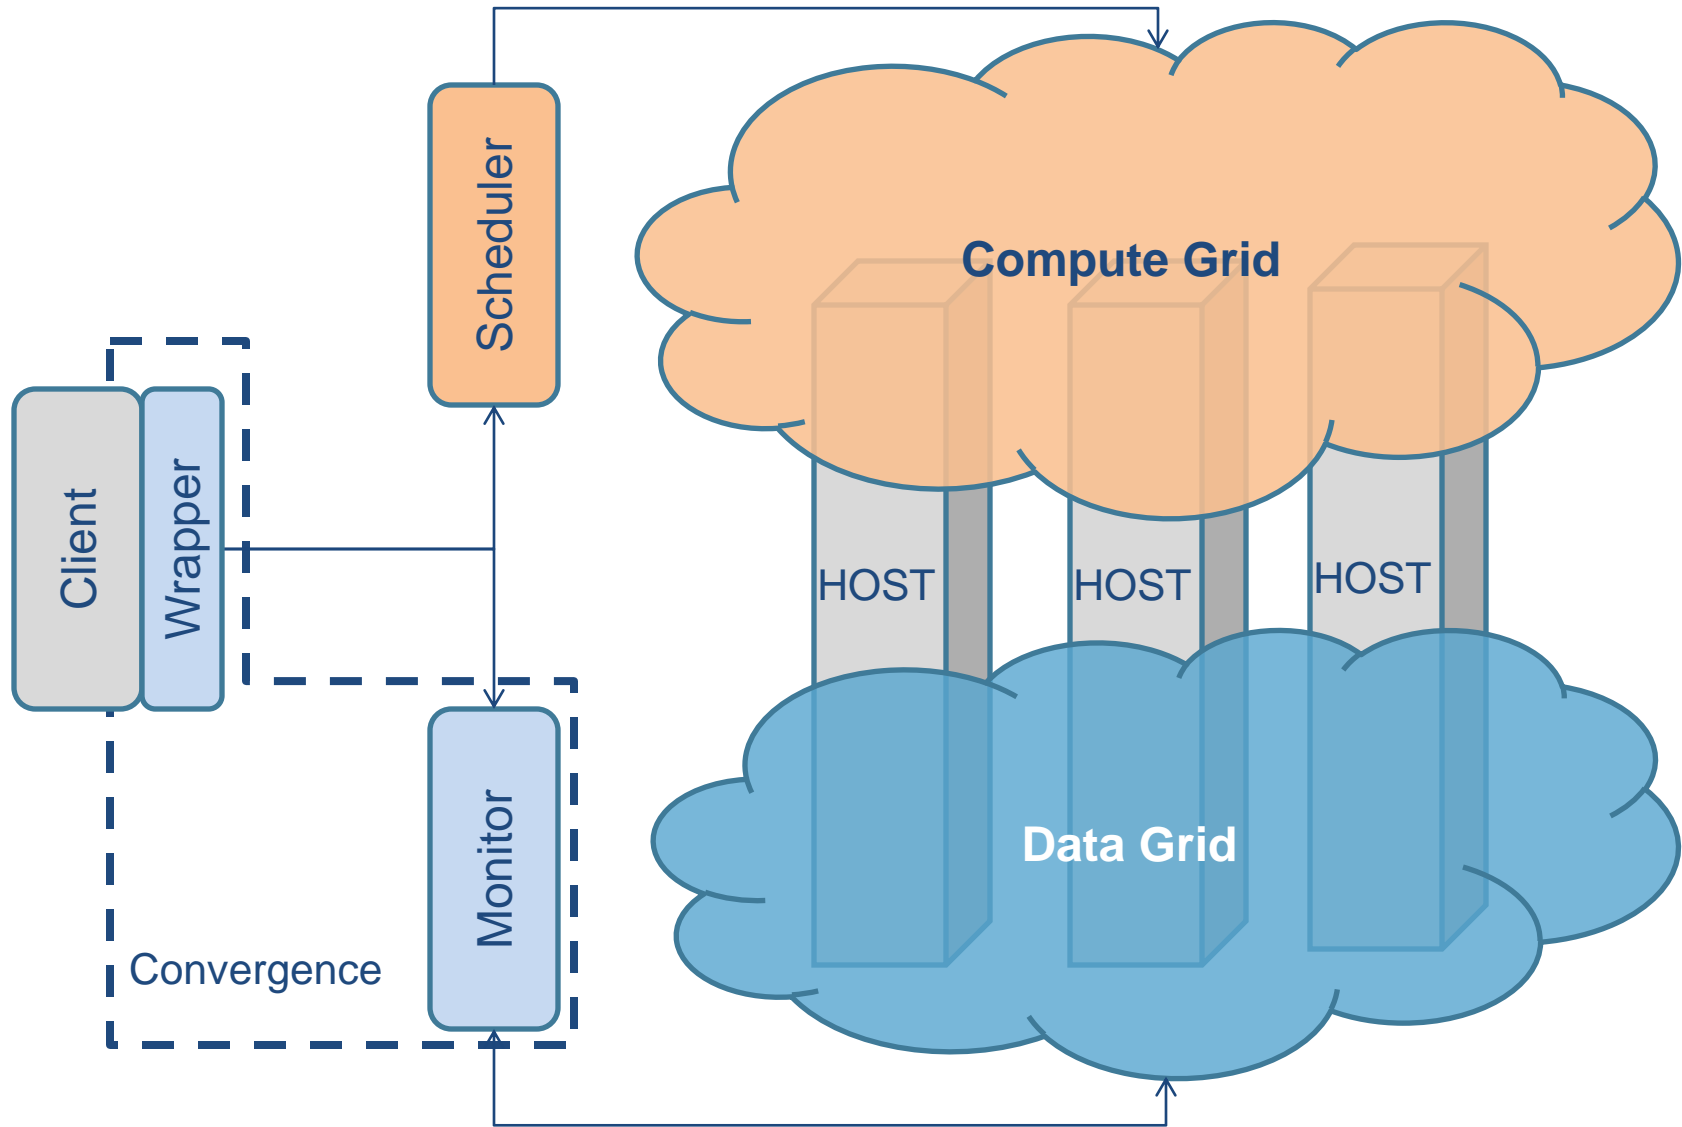 Scheduler
Compute Grid
Client
Wrapper
HOST
HOST
HOST
Monitor
Data Grid
Convergence